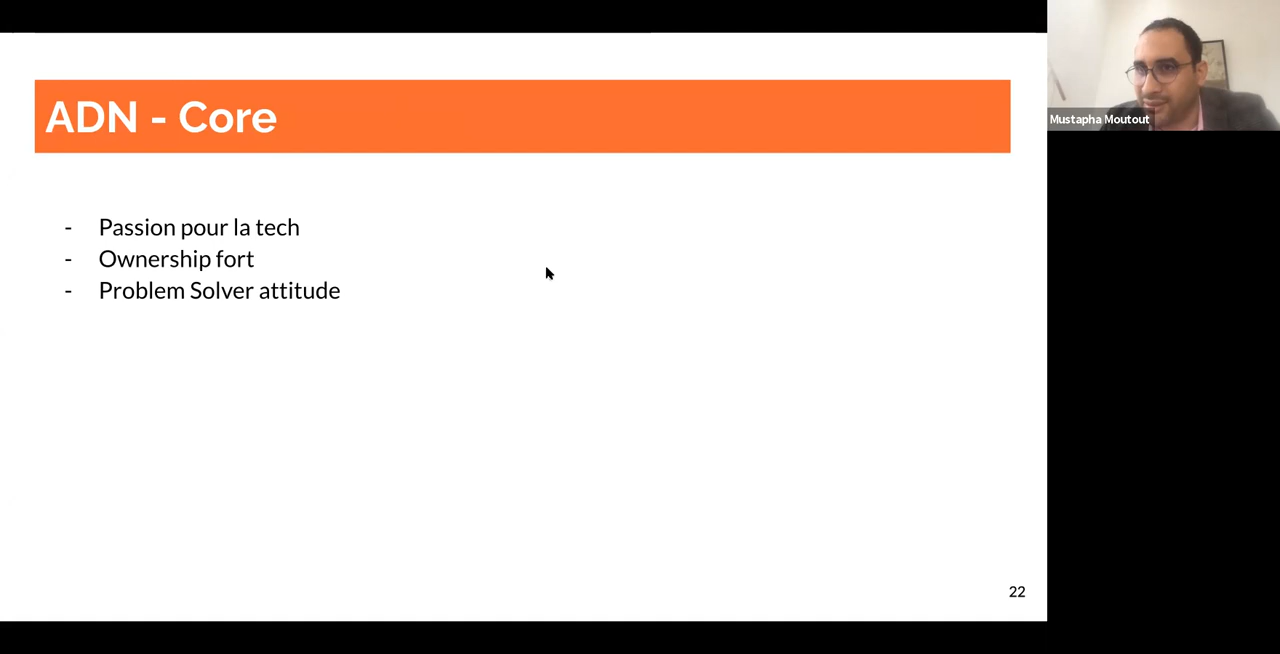 ADN - Core
- Passion pour la tech
- Ownership fort
- Problem Solver attitude
22
Mustapha Moutout